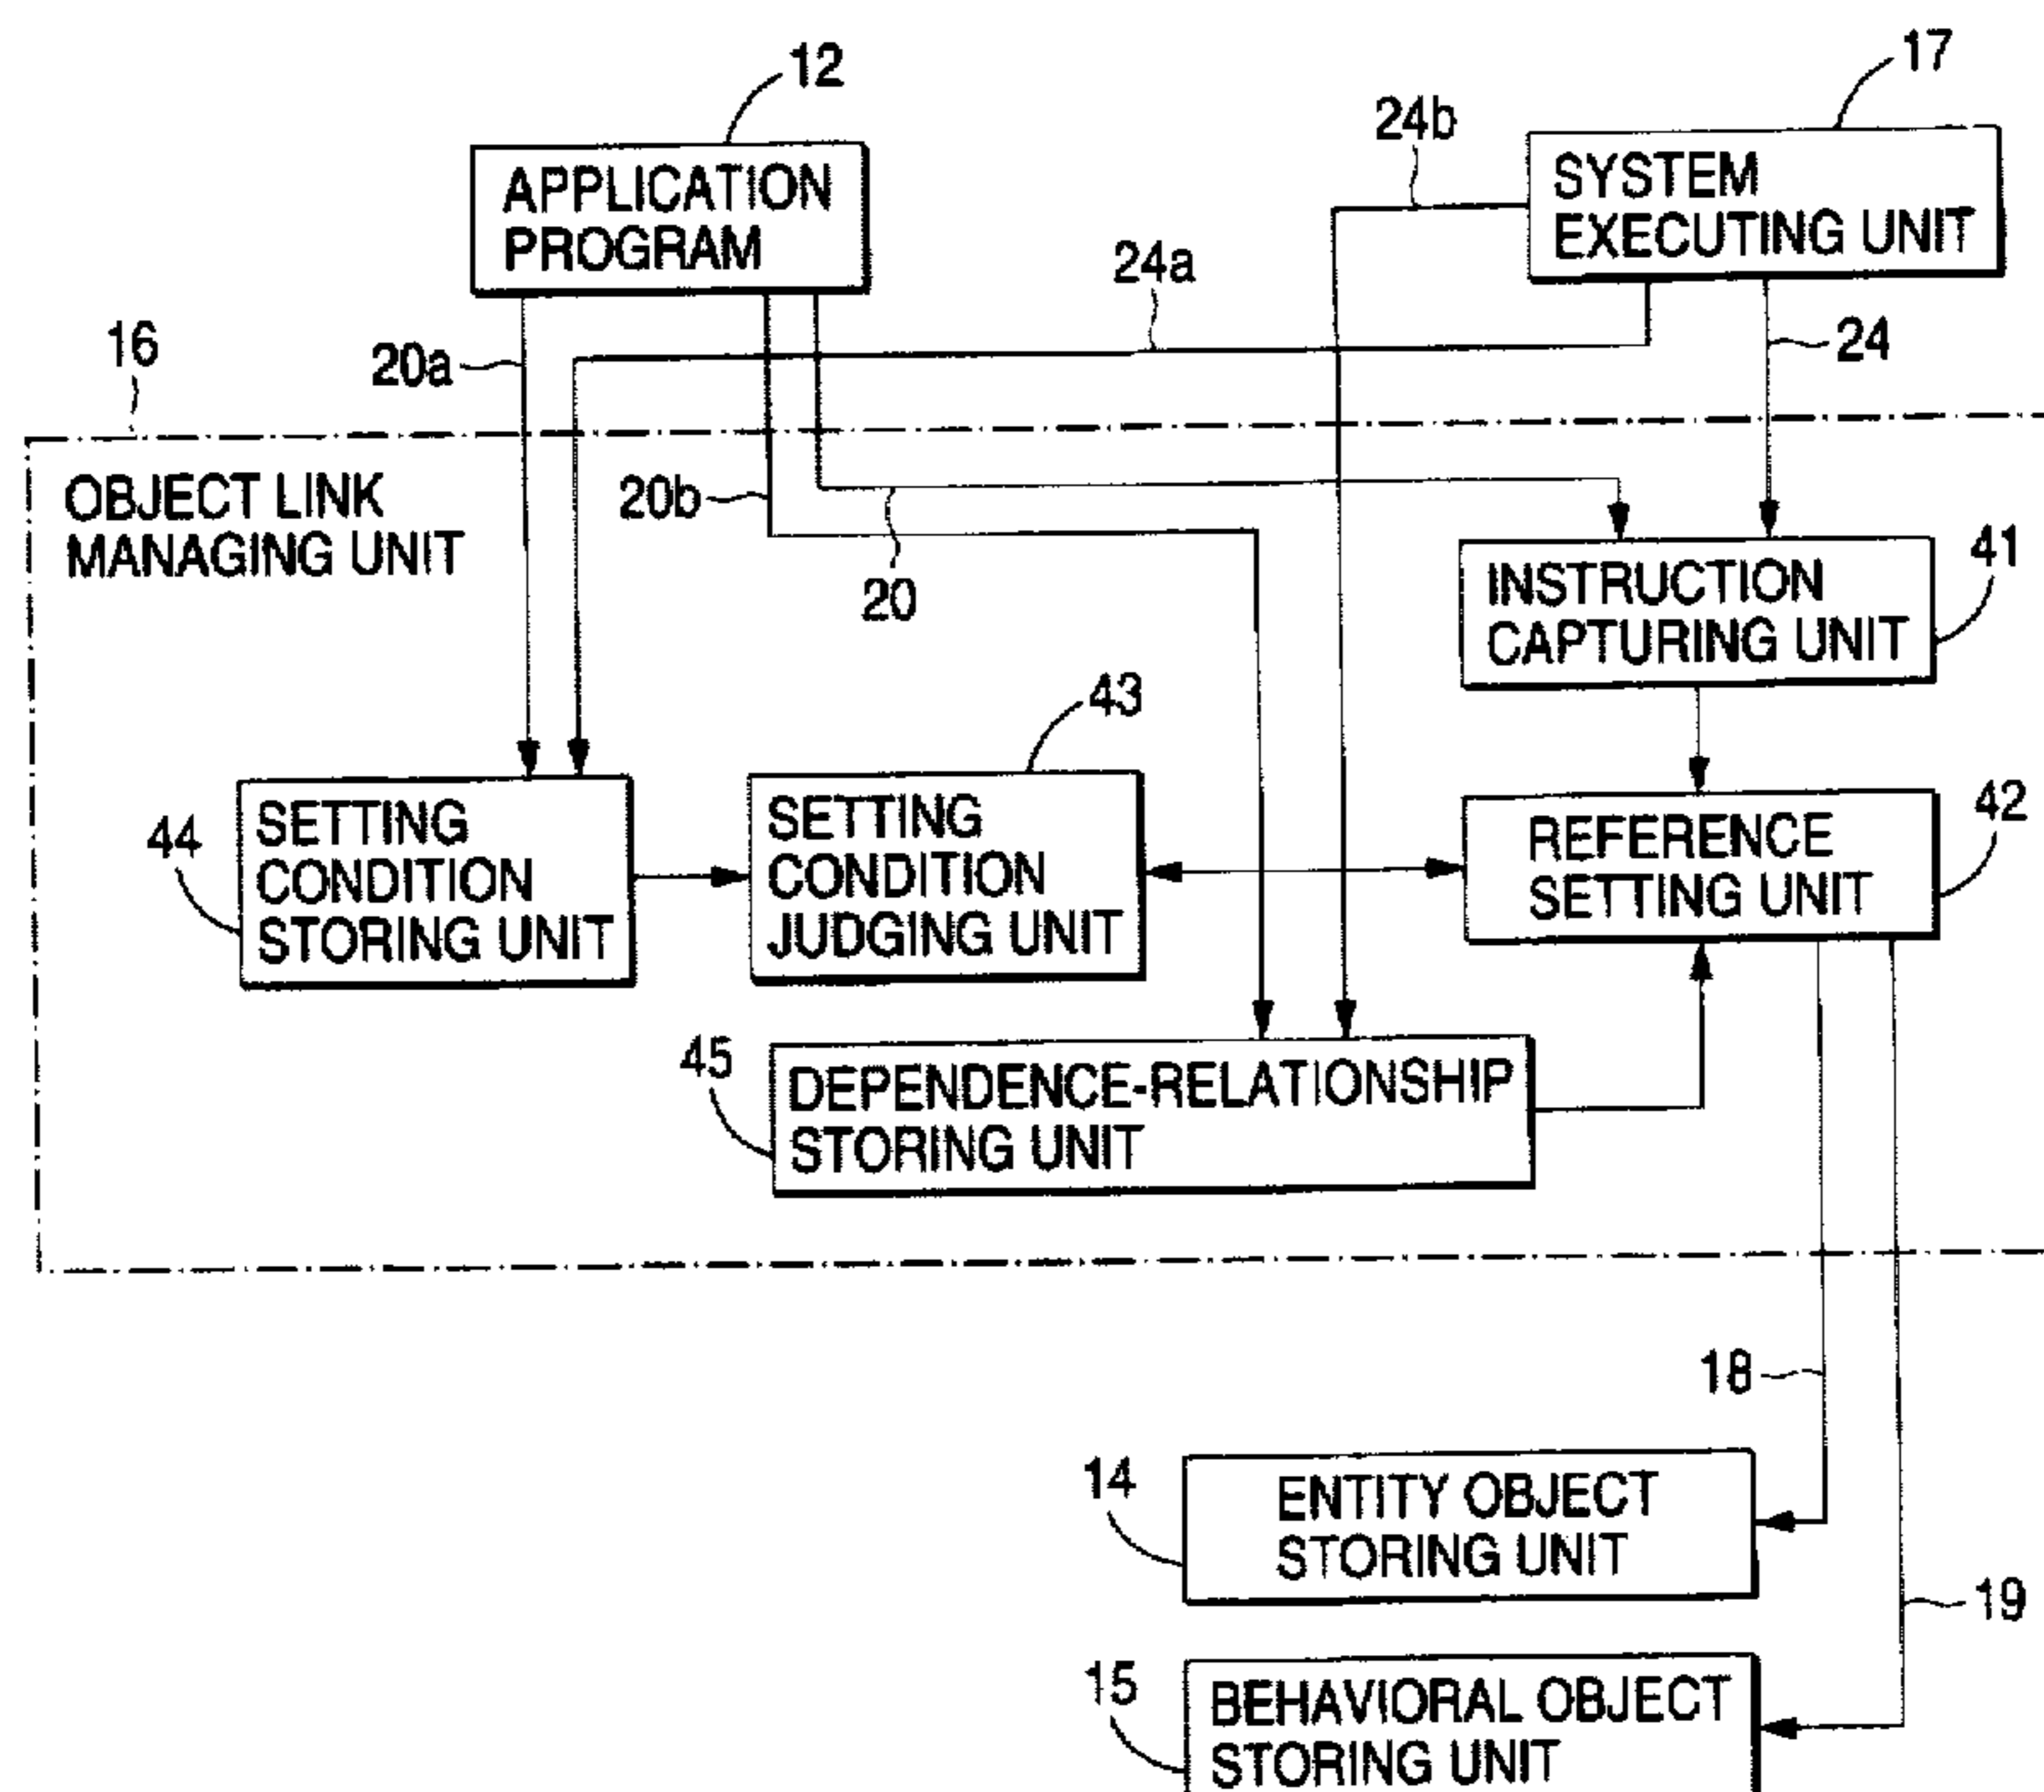 12
17
24b
APPLICATION
PROGRAM
SYSTEM
EXECUTING UNIT
24a
16
20a
24
OBJECT LINK
MANAGING UNIT
20b
20
41
INSTRUCTION
CAPTURING UNIT
43
44
SETTING
CONDITION
STORING UNIT
SETTING
CONDITION
JUDGING UNIT
42
REFERENCE
SETTING UNIT
45
DEPENDENCE-RELATIONSHIP
STORING UNIT
18
14
ENTITY OBJECT
STORING UNIT
19
15
BEHAVIORAL OBJECT
STORING UNIT